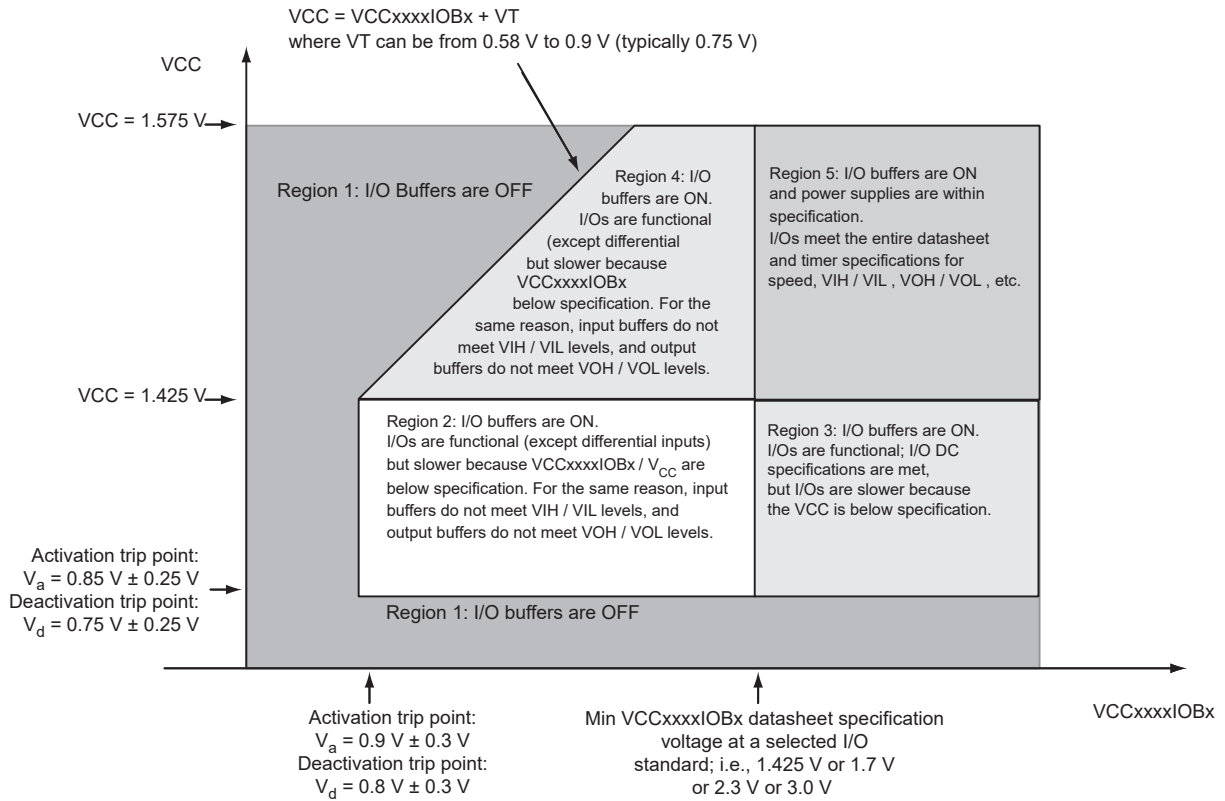 VCC = VCCxxxxIOBx + VT
where VT can be from 0.58 V to 0.9 V (typically 0.75 V)
VCC
VCC = 1.575 V
Region 1: I/O Buffers are OFF
Region 4: I/O
buffers are ON.
I/Os are functional
(except differential
but slower because
VCCxxxxIOBx
below specification. For the
same reason, input buffers do not
meet VIH / VIL levels, and output
buffers do not meet VOH / VOL levels.
Region 5: I/O buffers are ON
and power supplies are within
specification.
I/Os meet the entire datasheet
and timer specifications for
speed, VIH / VIL , VOH / VOL , etc.
VCC = 1.425 V
Region 2: I/O buffers are ON.
I/Os are functional (except differential inputs)
but slower because VCCxxxxIOBx / VCC are
below specification. For the same reason, input
buffers do not meet VIH / VIL levels, and
output buffers do not meet VOH / VOL levels.
Region 3: I/O buffers are ON.
I/Os are functional; I/O DC
specifications are met,
but I/Os are slower because
the VCC is below specification.
Activation trip point:
Va = 0.85 V ± 0.25 V
Deactivation trip point:
Vd = 0.75 V ± 0.25 V
Region 1: I/O buffers are OFF
Activation trip point:
Va = 0.9 V ± 0.3 V
Deactivation trip point:
Vd = 0.8 V ± 0.3 V
Min VCCxxxxIOBx datasheet specification
voltage at a selected I/O
standard; i.e., 1.425 V or 1.7 V
or 2.3 V or 3.0 V
VCCxxxxIOBx